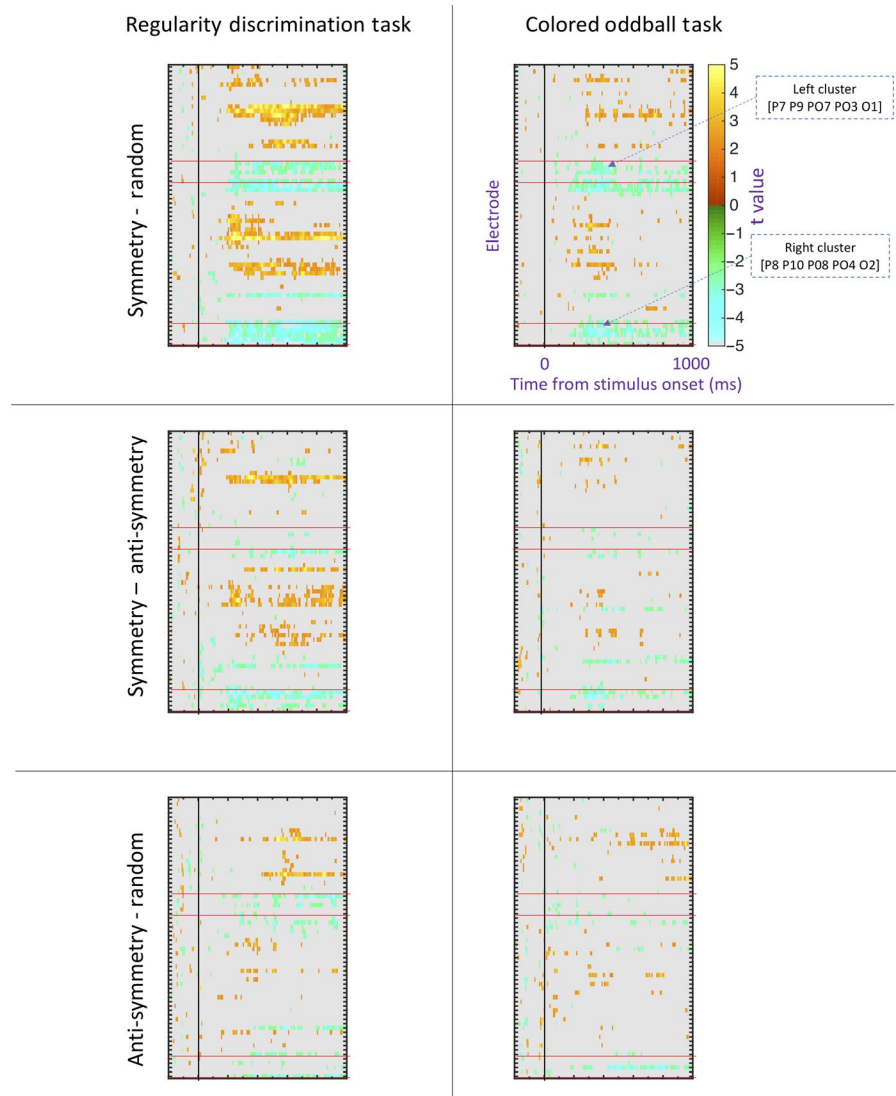 Regularity discrimination task
Colored oddball task
Symmetry - random
Electrode
5
4
3
2
1
0
−1
−2
−3
−4
−5
t value
Left cluster
[P7 P9 PO7 PO3 O1]
Right cluster
[P8 P10 P08 PO4 O2]
0
1000
Time from stimulus onset (ms)
Symmetry – anti-symmetry
Anti-symmetry - random